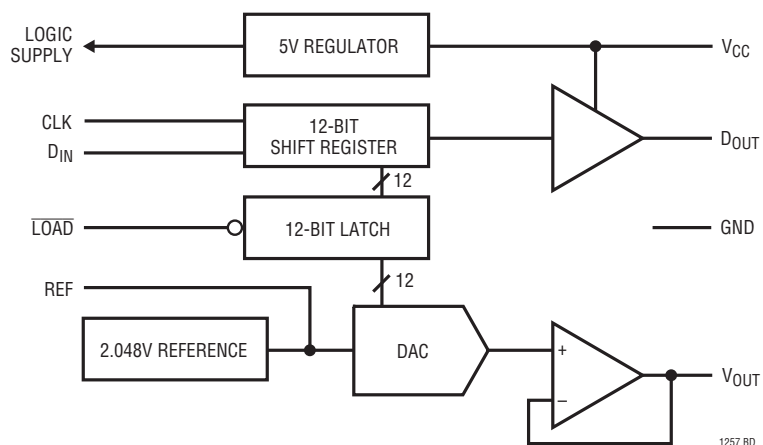 LOGIC
SUPPLY
5V REGULATOR
VCC
CLK
DIN
12-BIT
SHIFT REGISTER
DOUT
12
LOAD
12-BIT LATCH
GND
12
REF
2.048V REFERENCE
DAC
+
–
VOUT
1257 BD